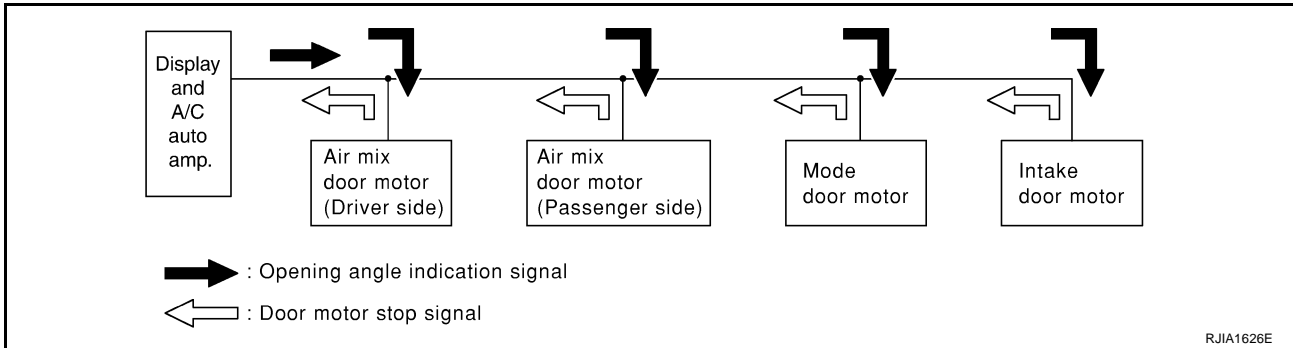 Display
and
A/C
auto
amp.
Air mix
door motor
(Driver side)
Air mix
door motor
(Passenger side)
Mode
door motor
Intake
door motor
: Opening angle indication signal
: Door motor stop signal
RJIA1626E